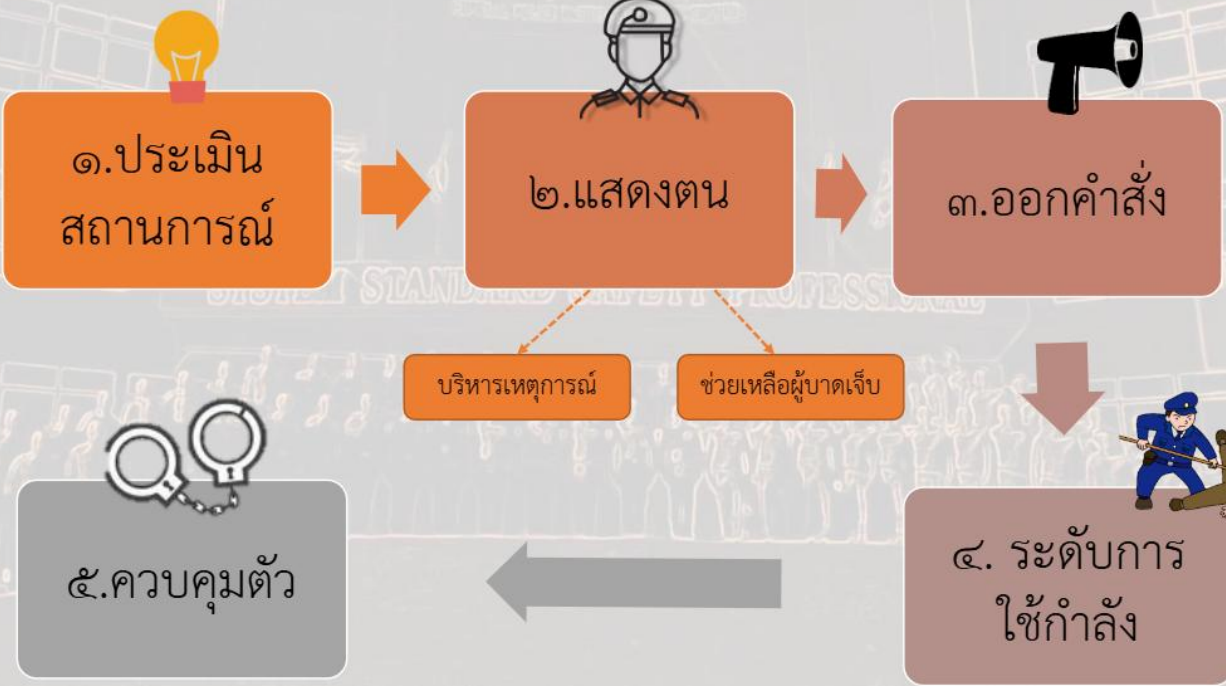 ๑.ประเมิน
สถานการณ์
๒.แสดงตน
๓.ออกคำสั่ง
SYSTEM STANDARD SAFETY PROFESSIONAL
บริหารเหตุการณ์
ช่วยเหลือผู้บาดเจ็บ
๔. ระดับการ
ใช้กำลัง
๕.ควบคุมตัว